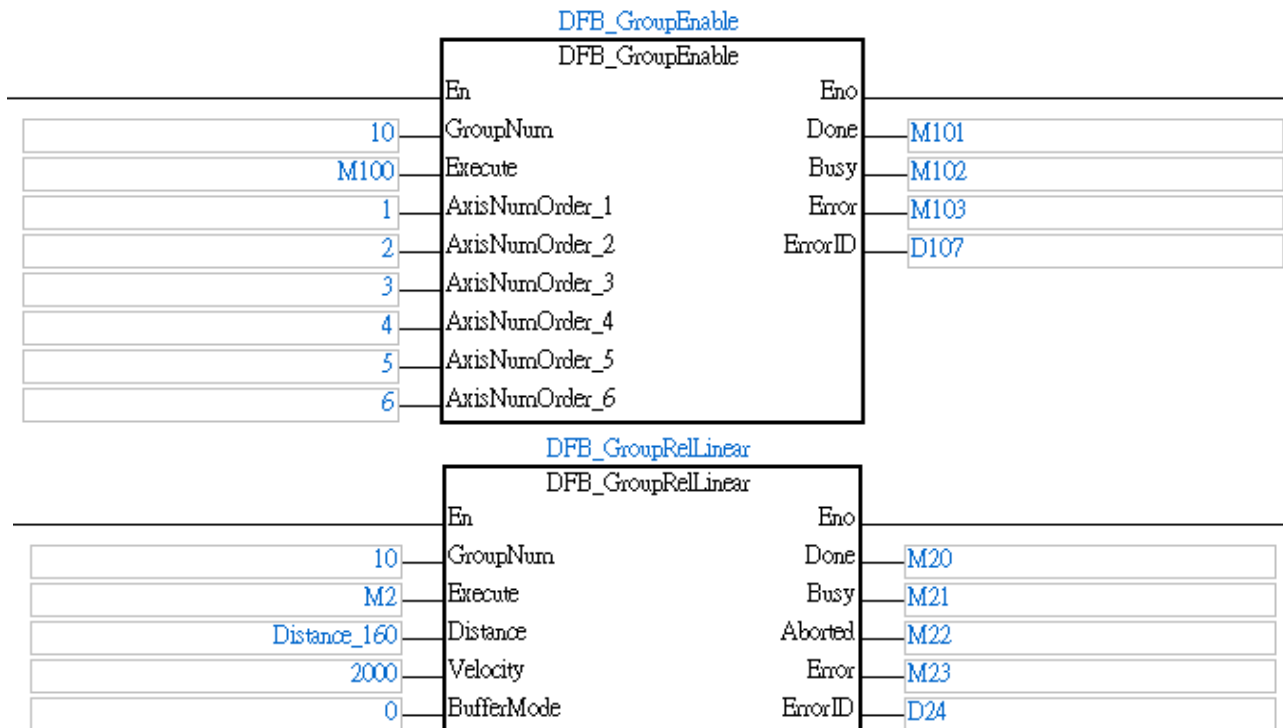 DFB_GroupEnable
DFB_GroupEnable
En Eno
10 GroupNum Done M101
M100 Execute Busy M102
1 AxisNumOrder_1 Error M103
2 AxisNumOrder_2 ErrorID D107
3 AxisNumOrder_3
4 AxisNumOrder_4
5 AxisNumOrder_5
6 AxisNumOrder_6
DFB_GroupRelLinear
DFB_GroupRelLinear
En Eno
10 GroupNum Done M20
M2 Execute Busy M21
Distance_160 Distance Aborted M22
2000 Velocity Error M23
0 BufferMode ErrorID D24